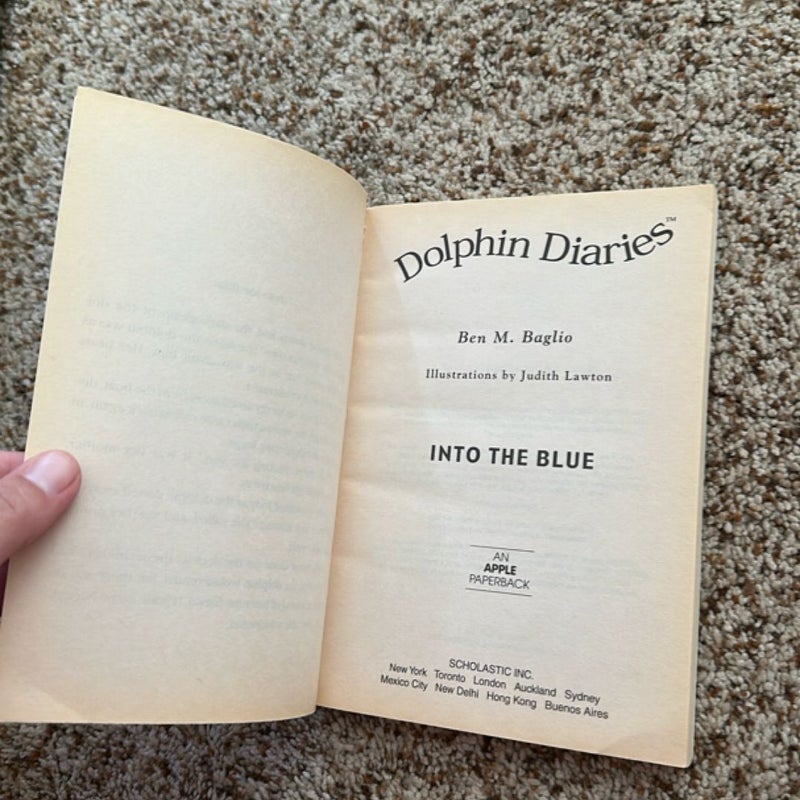 Dolphin Diaries™
Ben M. Baglio
Illustrations by Judith Lawton
INTO THE BLUE
AN
APPLE
PAPERBACK
SCHOLASTIC INC.
New York Toronto London Auckland Sydney
Mexico City New Delhi Hong Kong Buenos Aires